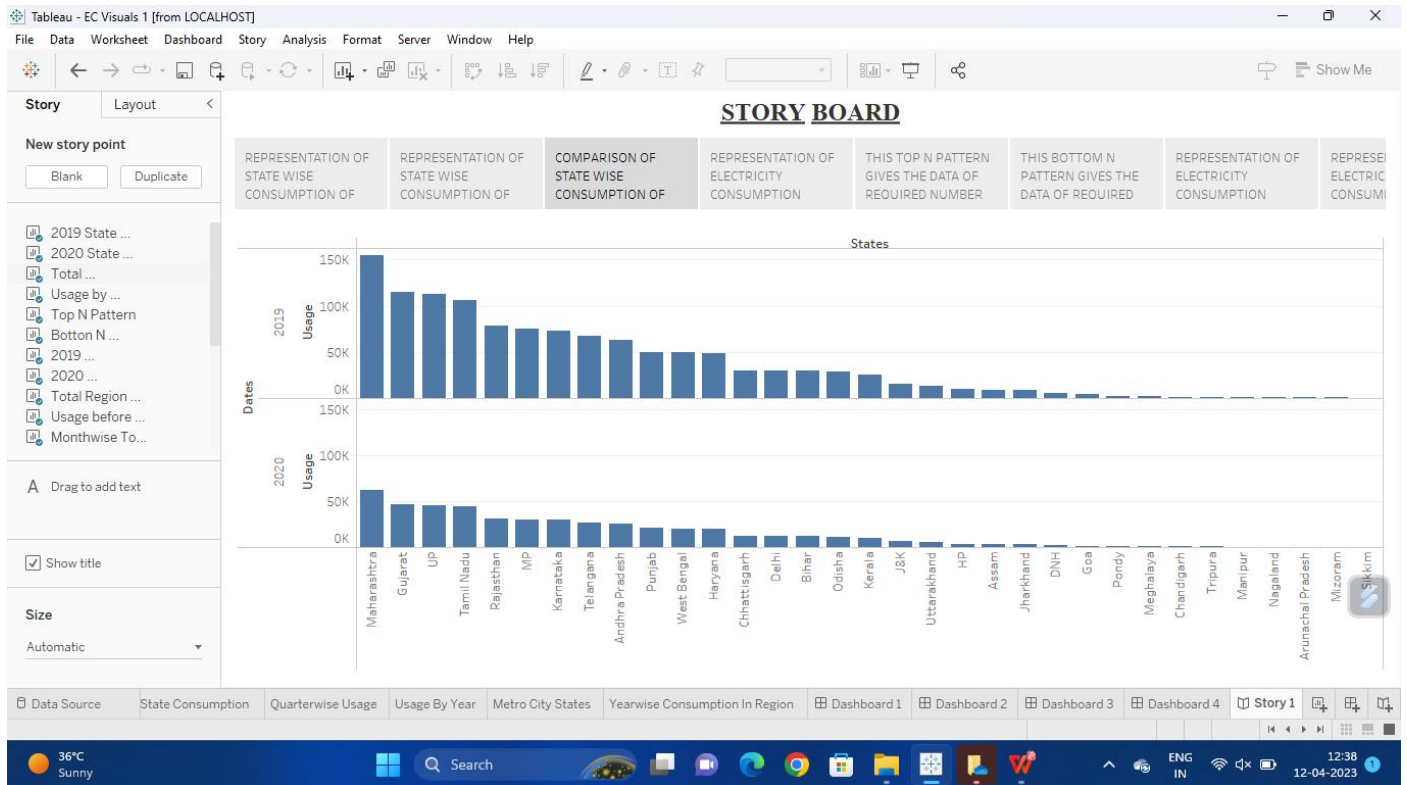 Tableau - EC Visuals 1 [from LOCALHOST]
File Data Worksheet Dashboard Story Analysis Format Server Window Help
Show Me
Story Layout
New story point
Blank Duplicate
2019 State ...
2020 State ...
Total ...
Usage by ...
Top N Pattern
Botton N ...
2019 ...
2020 ...
Total Region ...
Usage before ...
Monthwise To...
A Drag to add text
Show title
Size
Automatic
STORY BOARD
REPRESENTATION OF
STATE WISE
CONSUMPTION OF
REPRESENTATION OF
STATE WISE
CONSUMPTION OF
COMPARISON OF
STATE WISE
CONSUMPTION OF
REPRESENTATION OF
ELECTRICITY
CONSUMPTION
THIS TOP N PATTERN
GIVES THE DATA OF
REQUIRED NUMBER
THIS BOTTOM N
PATTERN GIVES THE
DATA OF REQUIRED
REPRESENTATION OF
ELECTRICITY
CONSUMPTION
REPRESE
ELECTRIC
CONSUM
States
Dates
2019
Usage
150K
100K
50K
0K
2020
Usage
150K
100K
50K
0K
Maharashtra
Gujarat
UP
Tamil Nadu
Rajasthan
MP
Karnataka
Telangana
Andhra Pradesh
Punjab
West Bengal
Haryana
Chhattisgarh
Delhi
Bihar
Odisha
Kerala
J&K
Uttarakhand
HP
Assam
Jharkhand
DNH
Goa
Pondy
Meghalaya
Chandigarh
Tripura
Manipur
Nagaland
Arunachal Pradesh
Mizoram
Sikkim
Data Source State Consumption Quarterwise Usage Usage By Year Metro City States Yearwise Consumption In Region Dashboard 1 Dashboard 2 Dashboard 3 Dashboard 4 Story 1
36°C
Sunny
Search
ENG
IN
12:38
12-04-2023
1